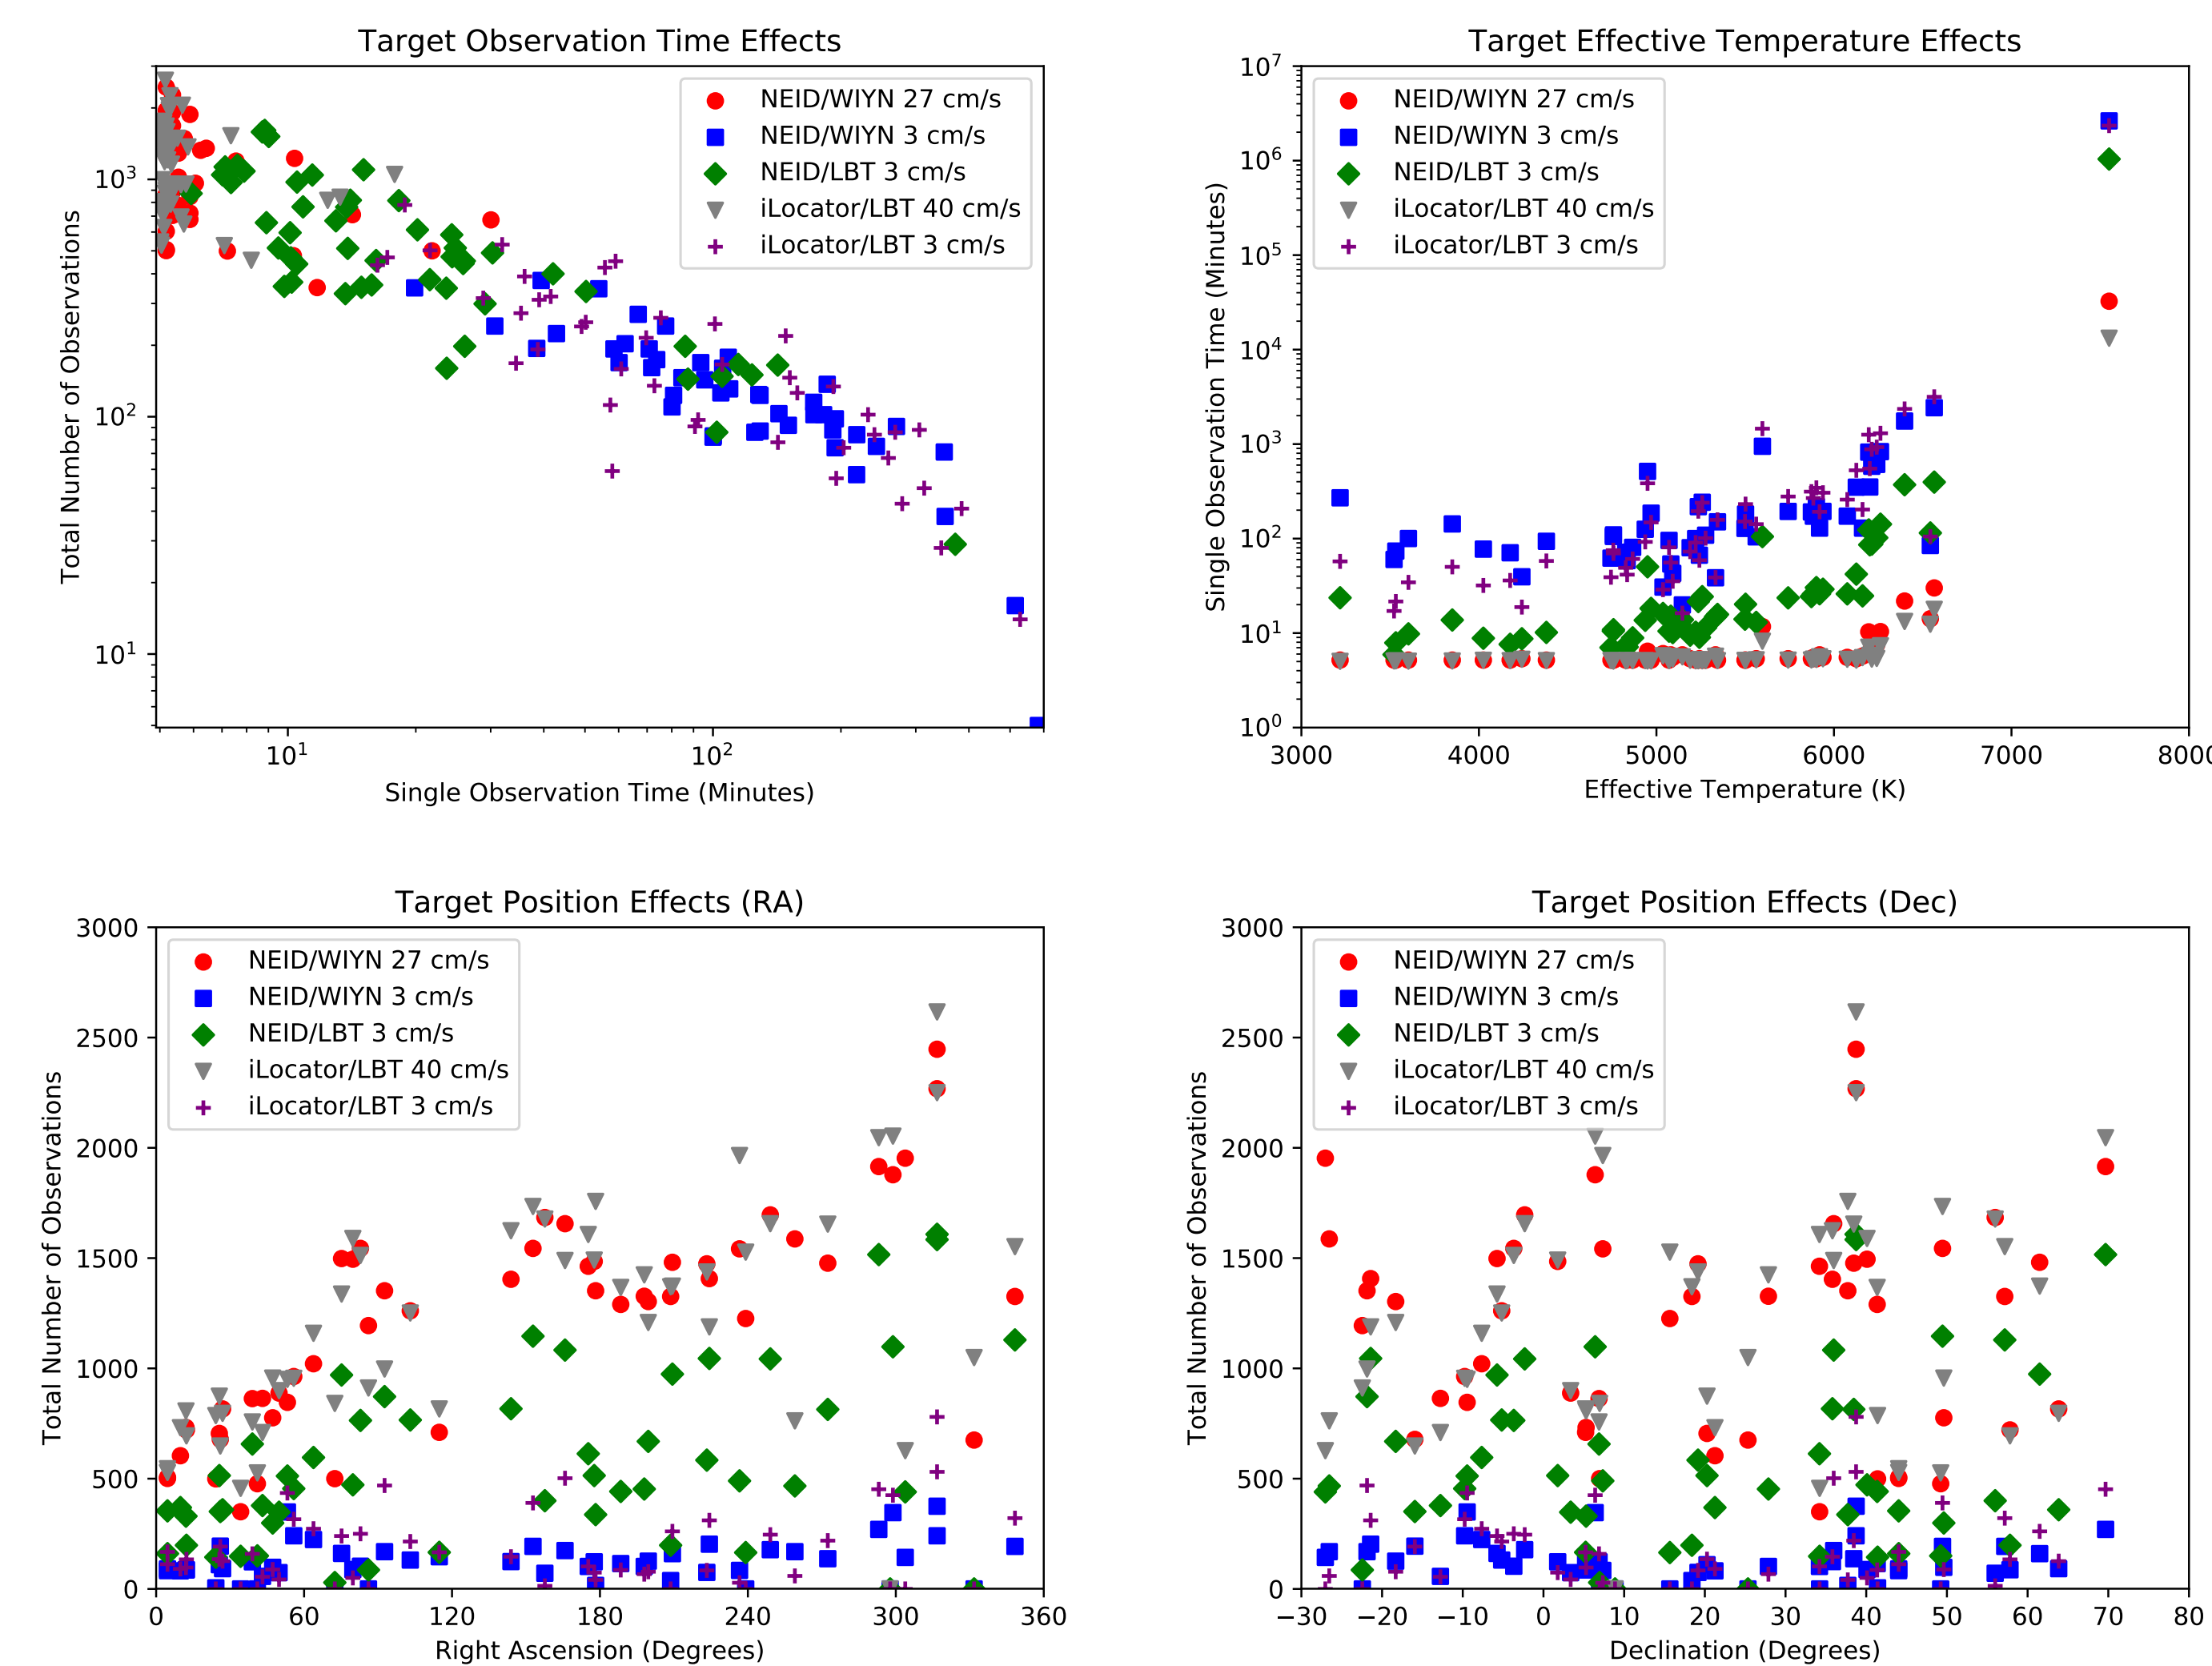 Target Observation Time Effects
NEID/WIYN 27 cm/s
NEID/WIYN 3 cm/s
NEID/LBT 3 cm/s
iLocator/LBT 40 cm/s
iLocator/LBT 3 cm/s
Total Number of Observations
10³
10²
10¹
10¹ 10²
Single Observation Time (Minutes)
Target Effective Temperature Effects
NEID/WIYN 27 cm/s
NEID/WIYN 3 cm/s
NEID/LBT 3 cm/s
iLocator/LBT 40 cm/s
iLocator/LBT 3 cm/s
Single Observation Time (Minutes)
10⁷
10⁶
10⁵
10⁴
10³
10²
10¹
10⁰
3000 4000 5000 6000 7000 8000
Effective Temperature (K)
Target Position Effects (RA)
NEID/WIYN 27 cm/s
NEID/WIYN 3 cm/s
NEID/LBT 3 cm/s
iLocator/LBT 40 cm/s
iLocator/LBT 3 cm/s
Total Number of Observations
3000
2500
2000
1500
1000
500
0
0 60 120 180 240 300 360
Right Ascension (Degrees)
Target Position Effects (Dec)
NEID/WIYN 27 cm/s
NEID/WIYN 3 cm/s
NEID/LBT 3 cm/s
iLocator/LBT 40 cm/s
iLocator/LBT 3 cm/s
Total Number of Observations
3000
2500
2000
1500
1000
500
0
−30 −20 −10 0 10 20 30 40 50 60 70 80
Declination (Degrees)